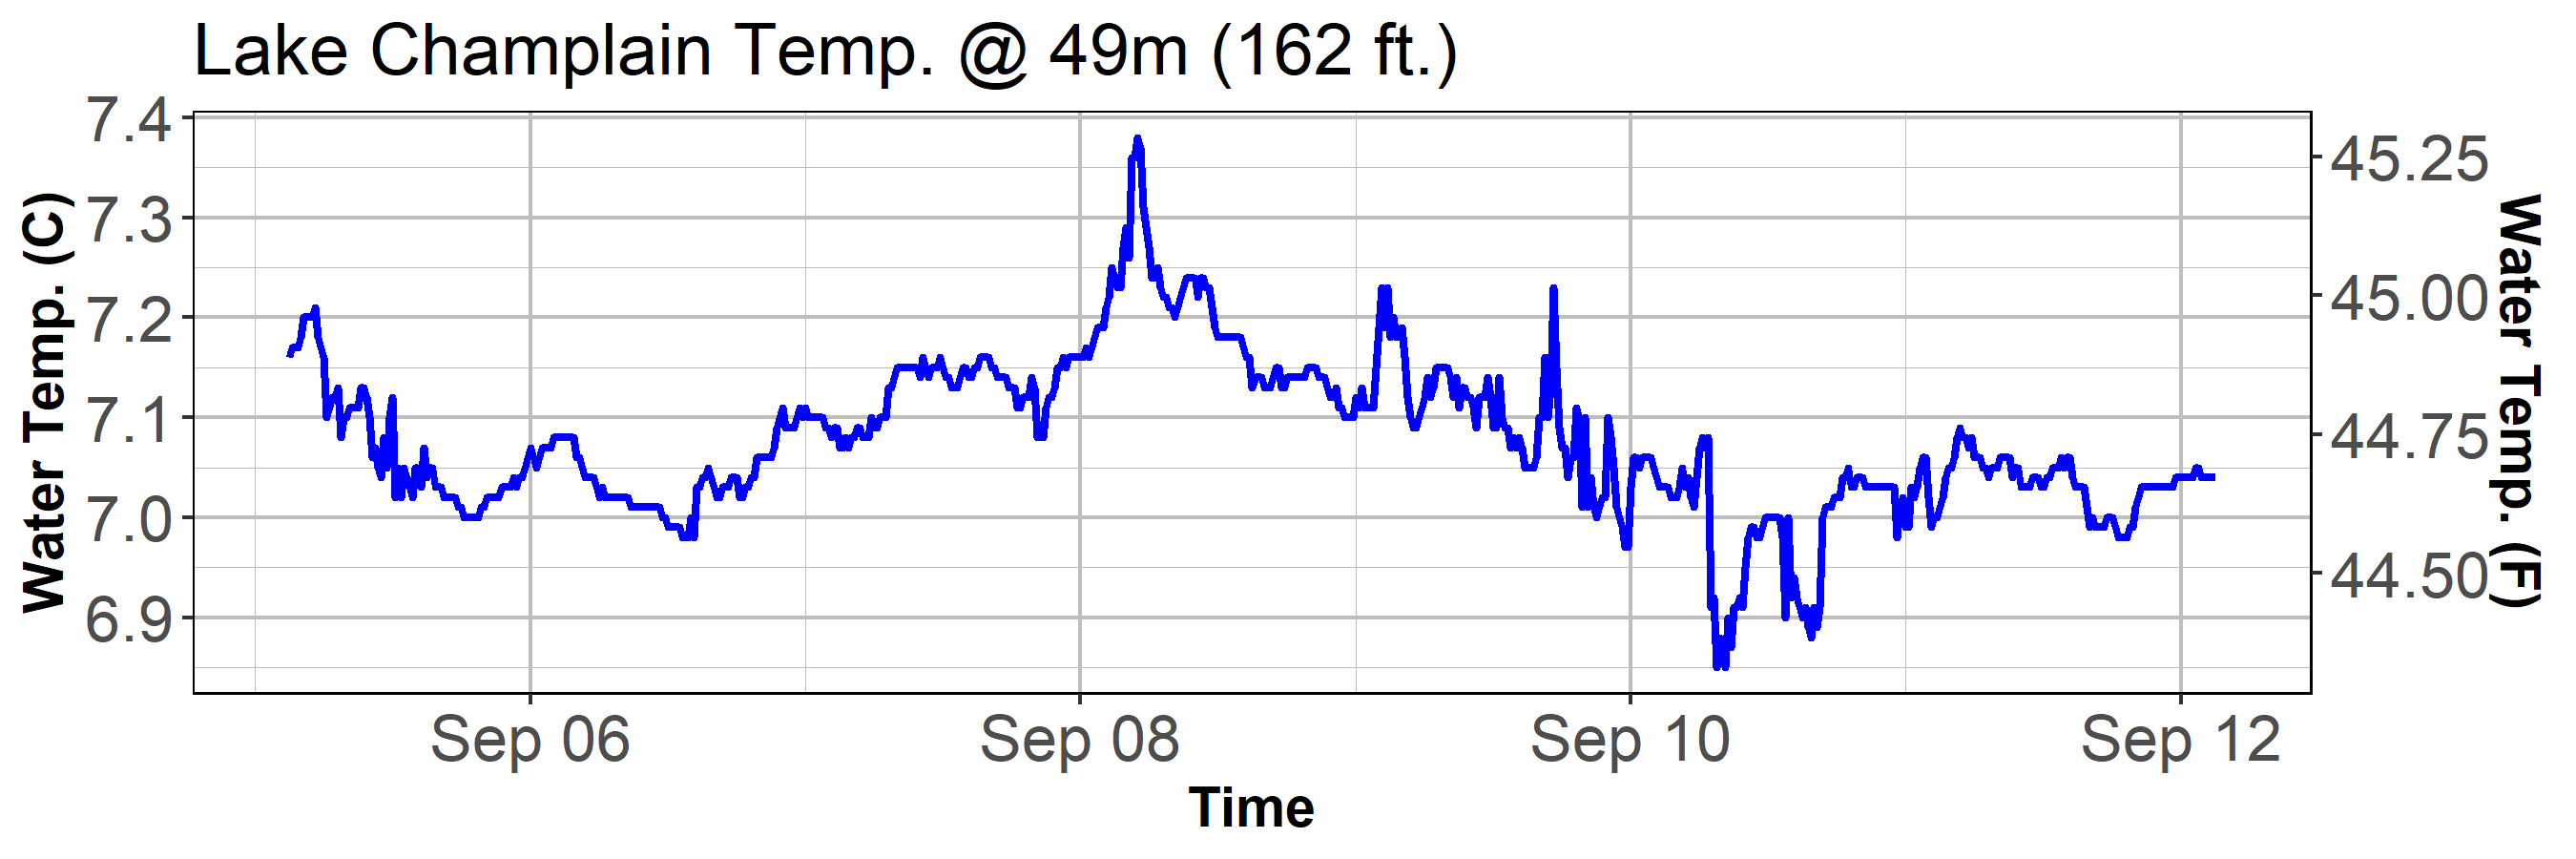 Lake Champlain Temp. @ 49m (162 ft.)
Water Temp. (C)
7.4
7.3
7.2
7.1
7.0
6.9
45.25
45.00
44.75
44.50
Water Temp. (F)
Sep 06
Sep 08
Sep 10
Sep 12
Time